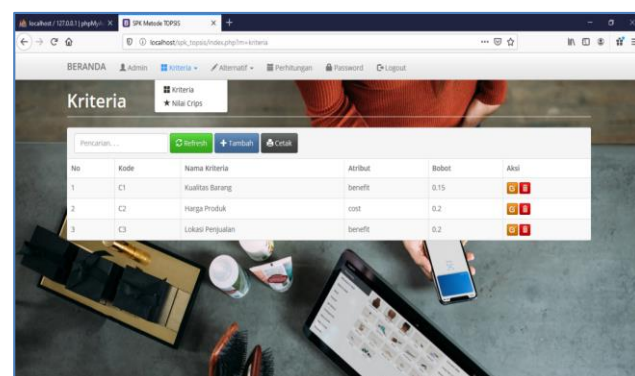 localhost / 127.0.0.1 | phpMyA
SPK Metode TOPSIS
localhost/spk_topsis/index.php?m=kriteria
BERANDA Admin Kriteria Alternatif Perhitungan Password Logout
Kriteria
Nilai Crips
Kriteria
Pencarian. . . Refresh Tambah Cetak
No Kode Nama Kriteria Atribut Bobot Aksi
1 C1 Kualitas Barang benefit 0.15
2 C2 Harga Produk cost 0.2
3 C3 Lokasi Penjualan benefit 0.2